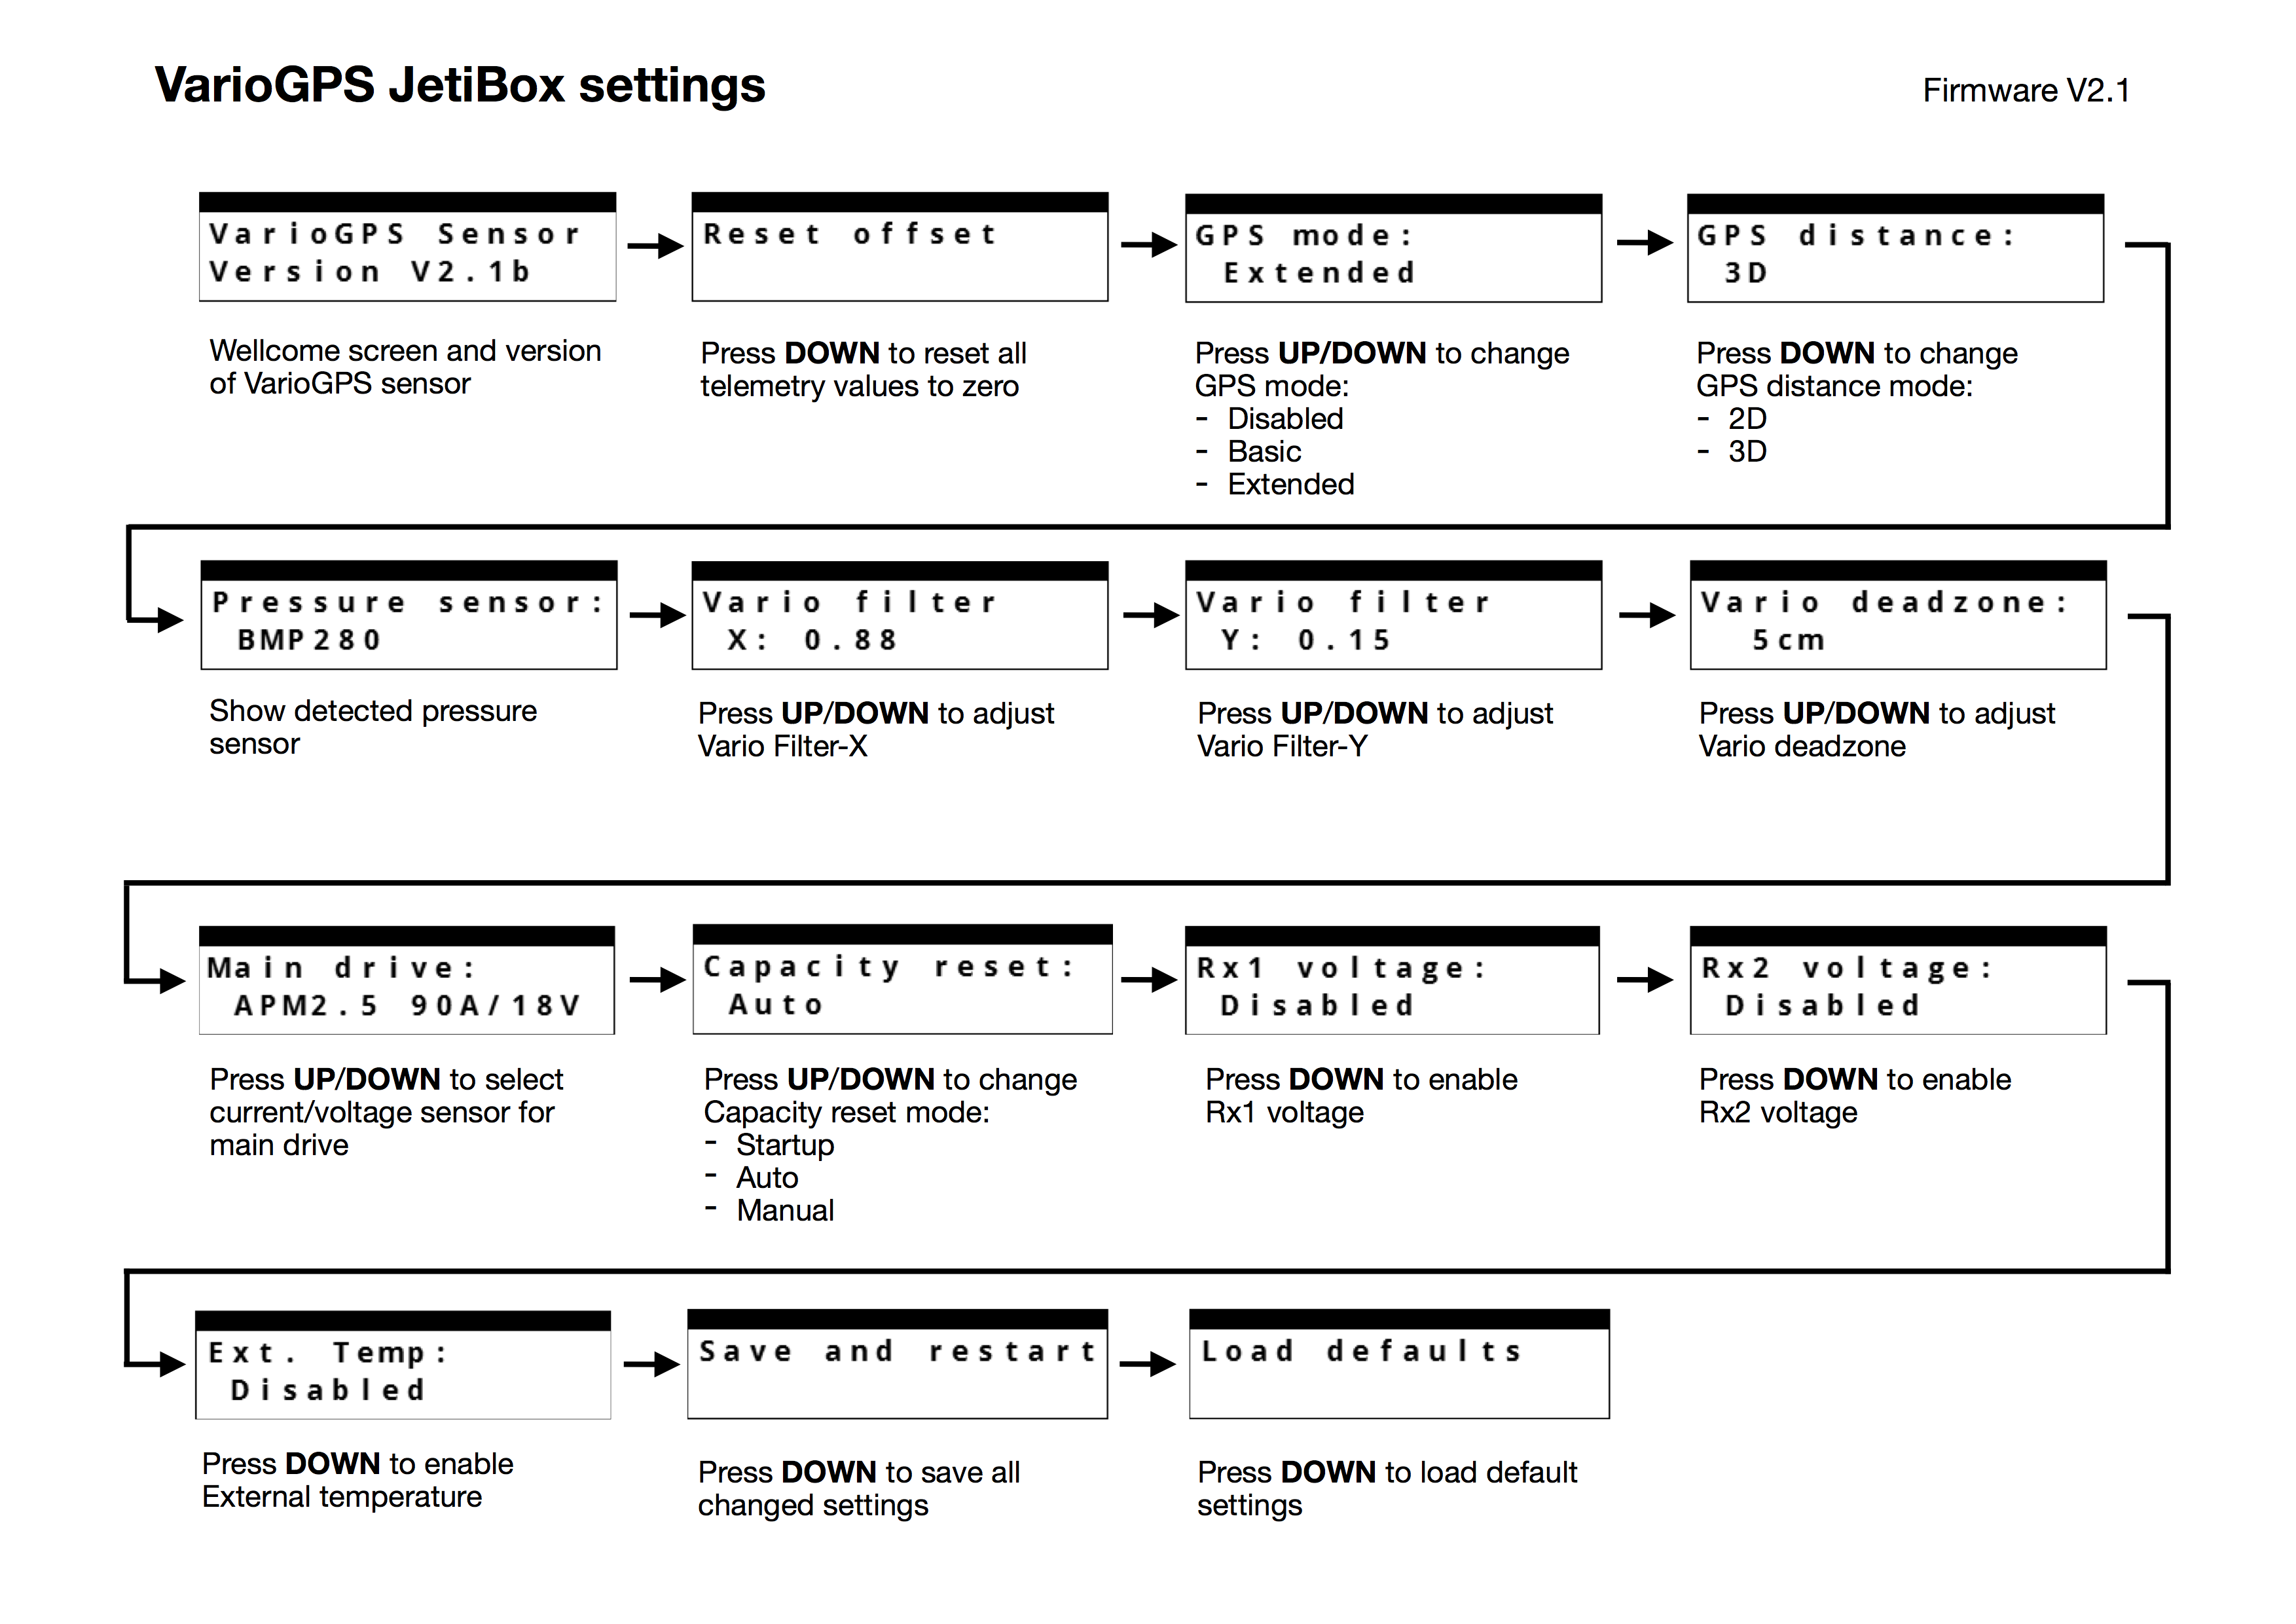 VarioGPS JetiBox settings
Firmware V2.1
VarioGPS Sensor
Version V2.1b
Wellcome screen and version
of VarioGPS sensor
Reset offset
Press DOWN to reset all
telemetry values to zero
GPS mode:
Extended
Press UP/DOWN to change
GPS mode:
- Disabled
- Basic
- Extended
GPS distance:
3D
Press DOWN to change
GPS distance mode:
- 2D
- 3D
Pressure sensor:
BMP280
Show detected pressure
sensor
Vario filter
X: 0.88
Press UP/DOWN to adjust
Vario Filter-X
Vario filter
Y: 0.15
Press UP/DOWN to adjust
Vario Filter-Y
Vario deadzone:
5cm
Press UP/DOWN to adjust
Vario deadzone
Main drive:
APM2.5 90A/18V
Press UP/DOWN to select
current/voltage sensor for
main drive
Capacity reset:
Auto
Press UP/DOWN to change
Capacity reset mode:
- Startup
- Auto
- Manual
Rx1 voltage:
Disabled
Press DOWN to enable
Rx1 voltage
Rx2 voltage:
Disabled
Press DOWN to enable
Rx2 voltage
Ext. Temp:
Disabled
Press DOWN to enable
External temperature
Save and restart
Press DOWN to save all
changed settings
Load defaults
Press DOWN to load default
settings